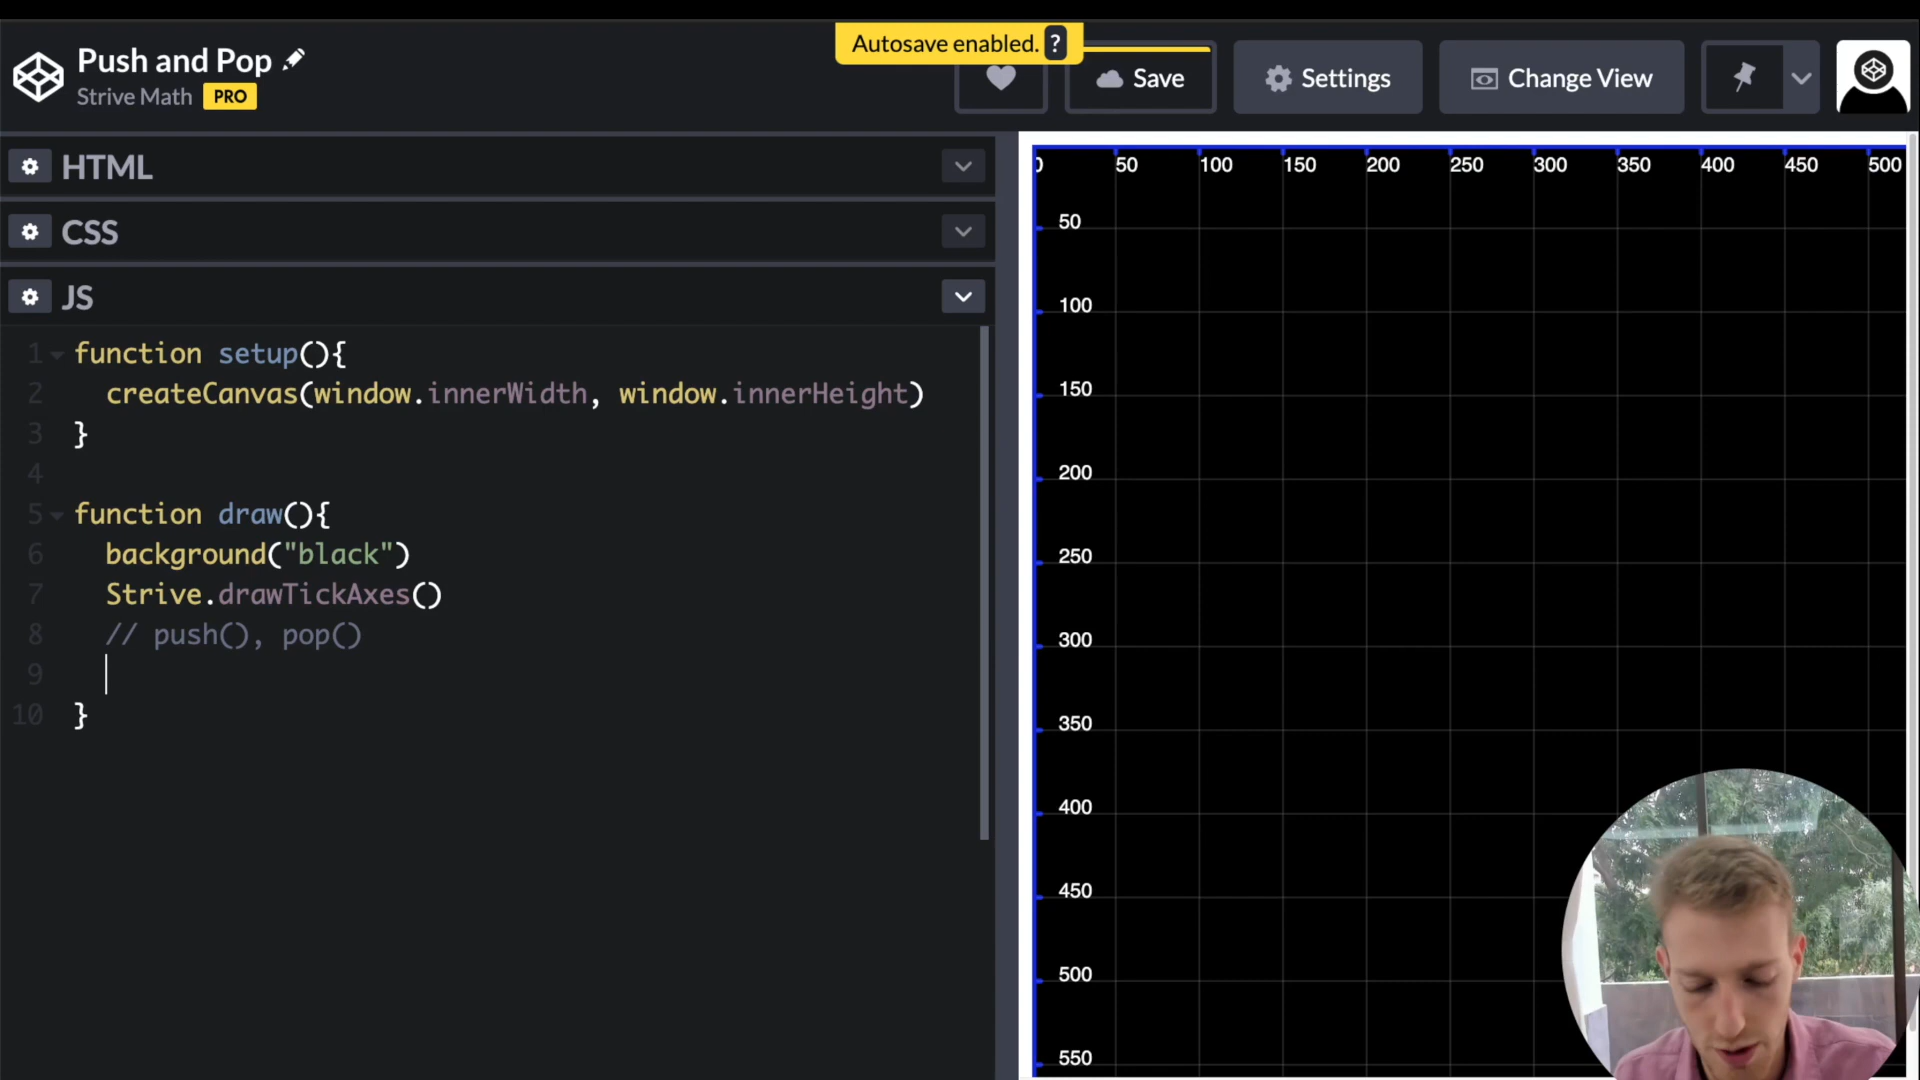 Autosave enabled. ?
Push and Pop
Strive Math PRO
Save
Settings
Change View
HTML
CSS
JS
1 function setup(){
2 createCanvas(window.innerWidth, window.innerHeight)
3 }
4
5 function draw(){
6 background("black")
7 Strive.drawTickAxes()
8 // push(), pop()
9
10 }
0 50 100 150 200 250 300 350 400 450 500
50
100
150
200
250
300
350
400
450
500
550